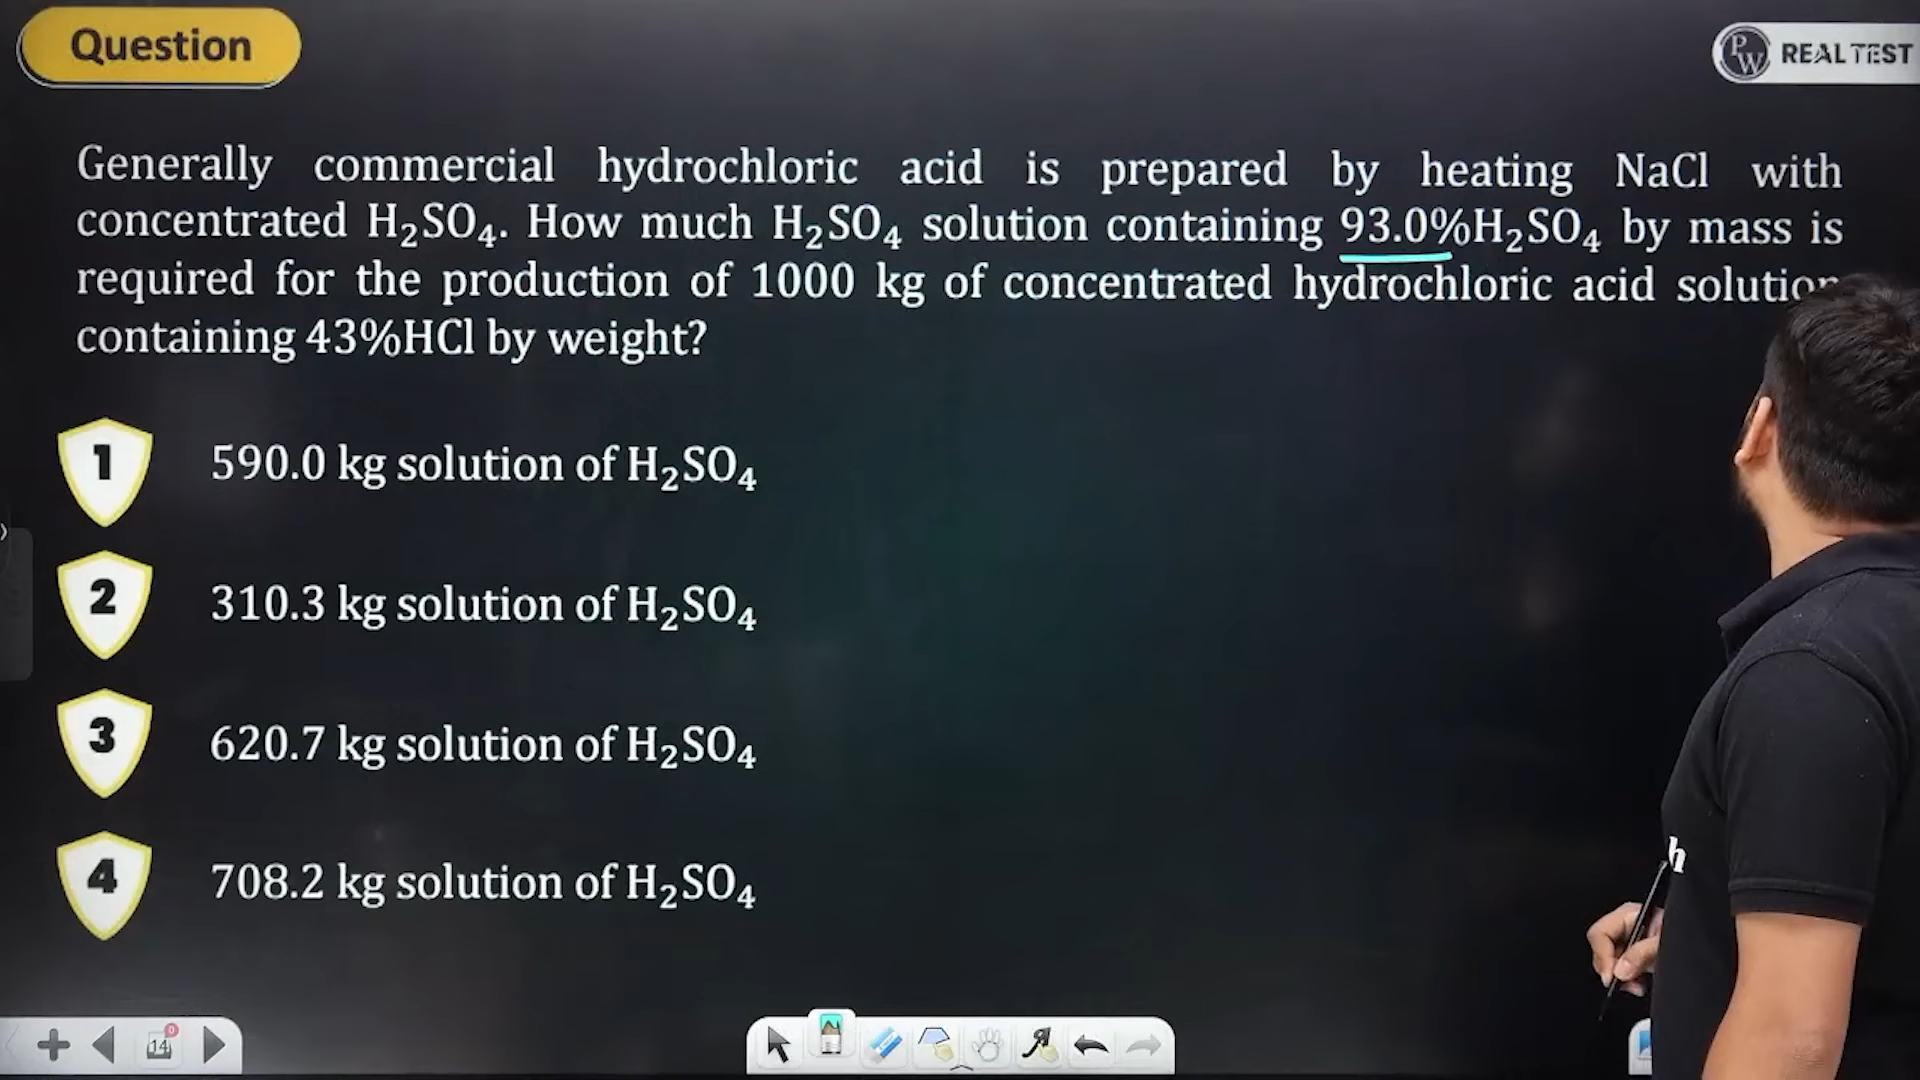 Question
PW REAL TEST
Generally commercial hydrochloric acid is prepared by heating NaCl with
concentrated H₂SO₄. How much H₂SO₄ solution containing 93.0%H₂SO₄ by mass is
required for the production of 1000 kg of concentrated hydrochloric acid solution
containing 43%HCl by weight?
1 590.0 kg solution of H₂SO₄
2 310.3 kg solution of H₂SO₄
3 620.7 kg solution of H₂SO₄
4 708.2 kg solution of H₂SO₄
h
14 0